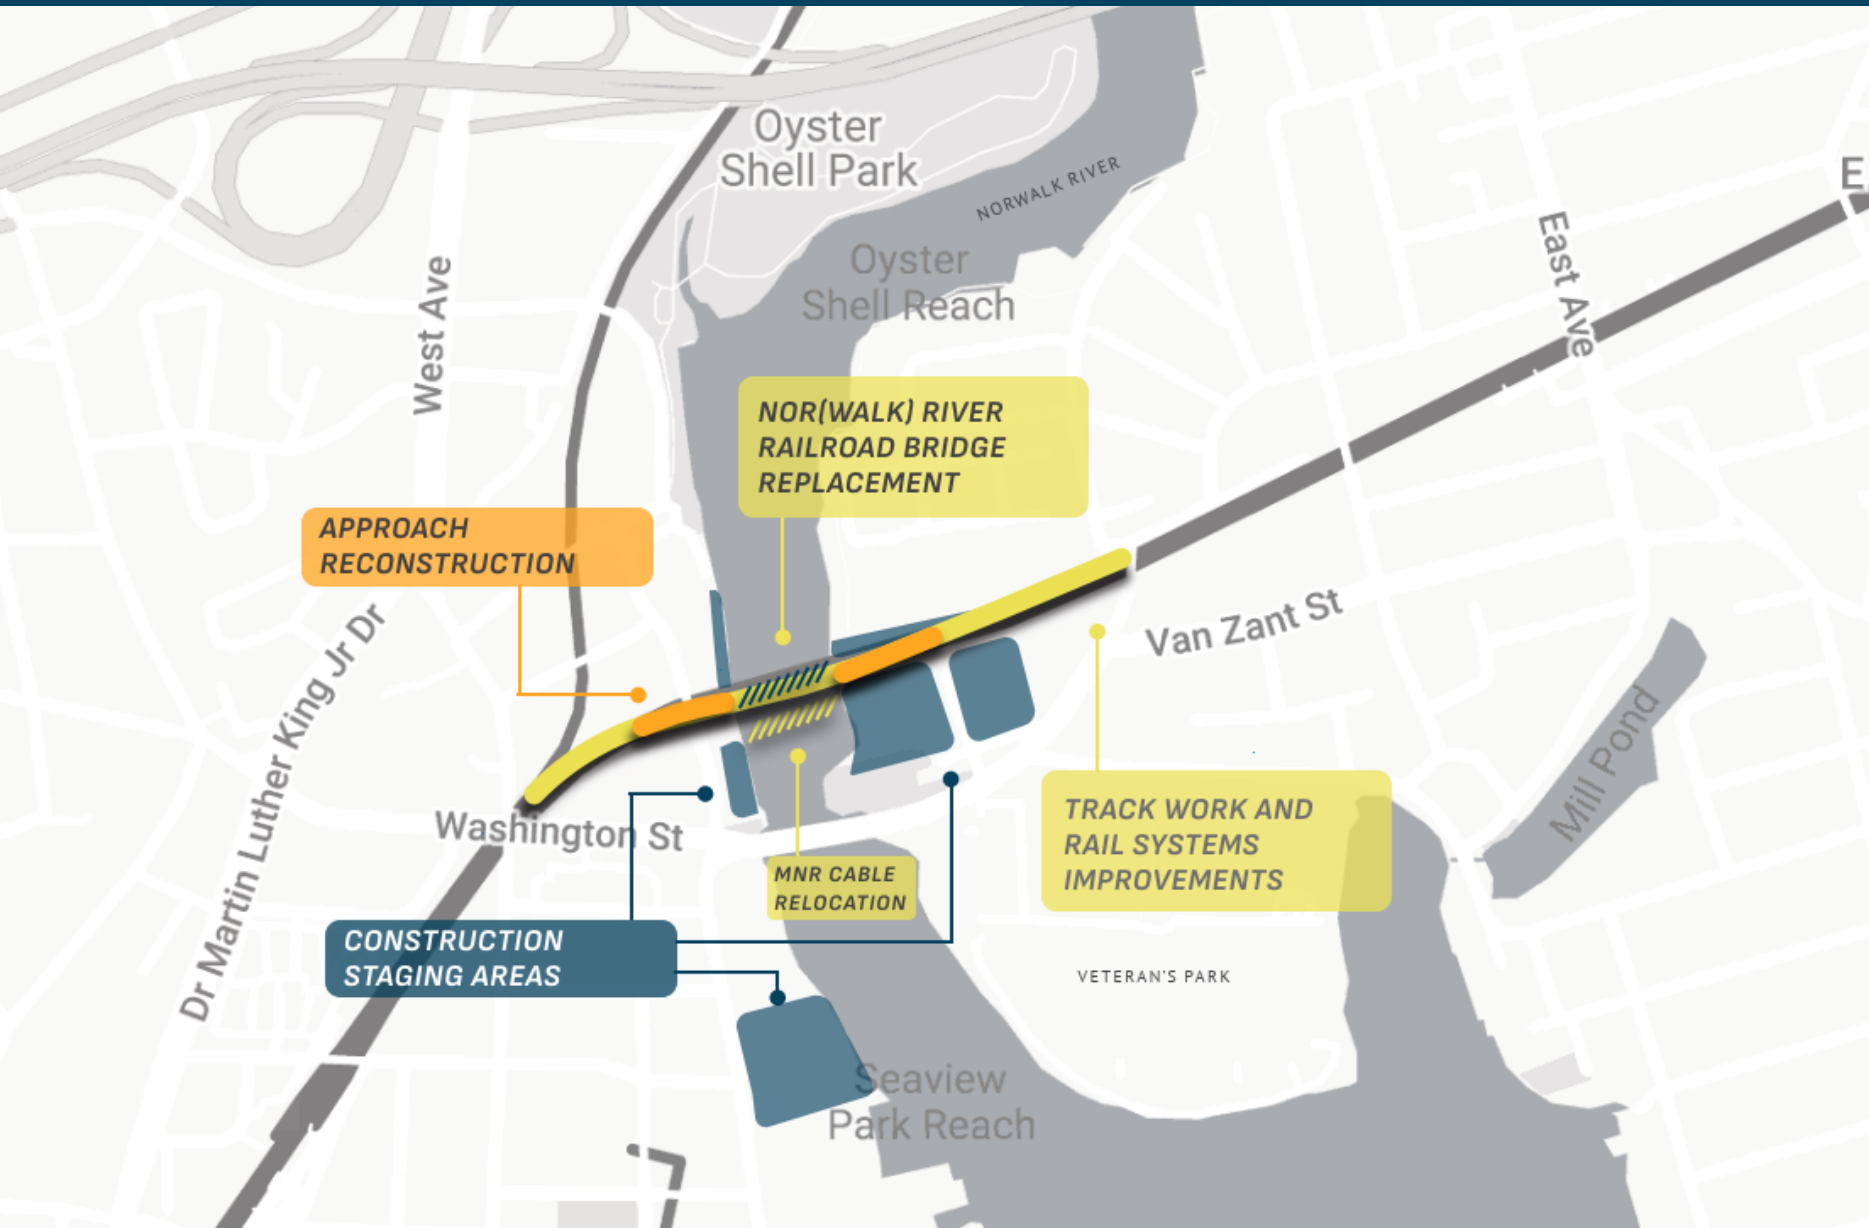 Oyster
Shell Park
NORWALK RIVER
E
Oyster
Shell Reach
East Ave
West Ave
NOR(WALK) RIVER
RAILROAD BRIDGE
REPLACEMENT
APPROACH
RECONSTRUCTION
Van Zant St
Dr Martin Luther King Jr Dr
Mill Pond
Washington St
TRACK WORK AND
RAIL SYSTEMS
IMPROVEMENTS
MNR CABLE
RELOCATION
CONSTRUCTION
STAGING AREAS
VETERAN'S PARK
Seaview
Park Reach